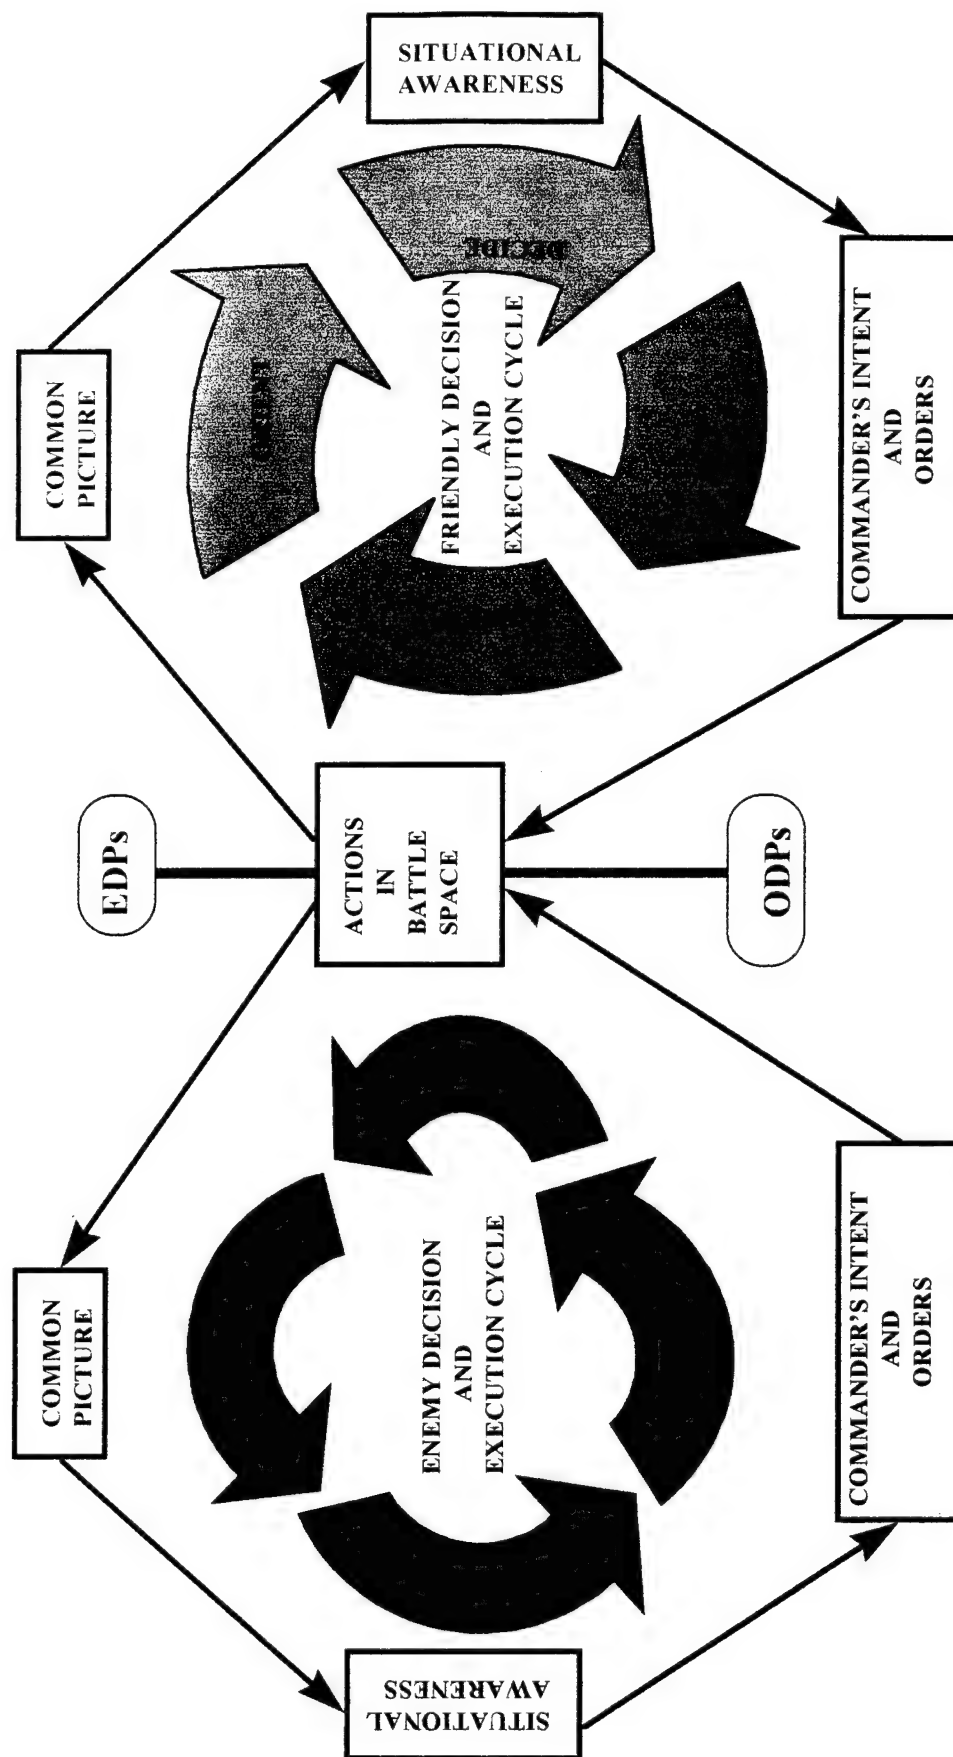 COMMON
PICTURE
EDPs
COMMON
PICTURE
ORIENT
SITUATIONAL
AWARENESS
ENEMY DECISION
AND
EXECUTION CYCLE
ACTIONS
IN
BATTLE
SPACE
FRIENDLY DECISION
AND
EXECUTION CYCLE
DECIDE
SITUATIONAL
AWARENESS
COMMANDER'S INTENT
AND
ORDERS
ODPs
COMMANDER'S INTENT
AND
ORDERS